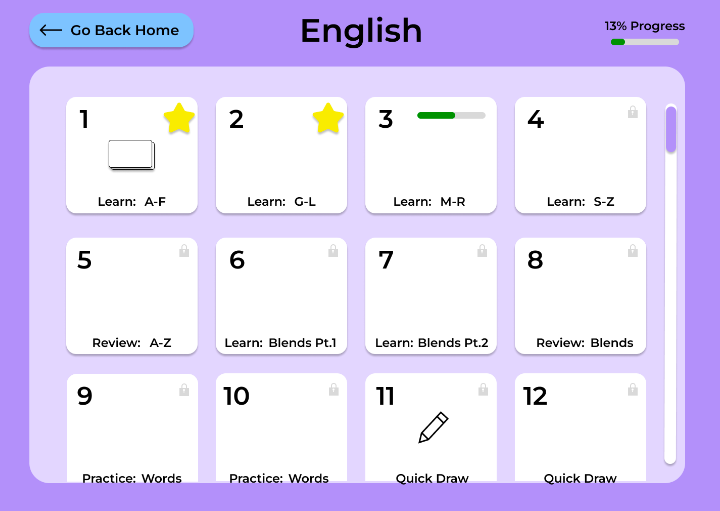 Go Back Home
English
13% Progress
1
Learn: A-F
2
Learn: G-L
3
Learn: M-R
4
Learn: S-Z
5
Review: A-Z
6
Learn: Blends Pt.1
7
Learn: Blends Pt.2
8
Review: Blends
9
Practice: Words
10
Practice: Words
11
Quick Draw
12
Quick Draw